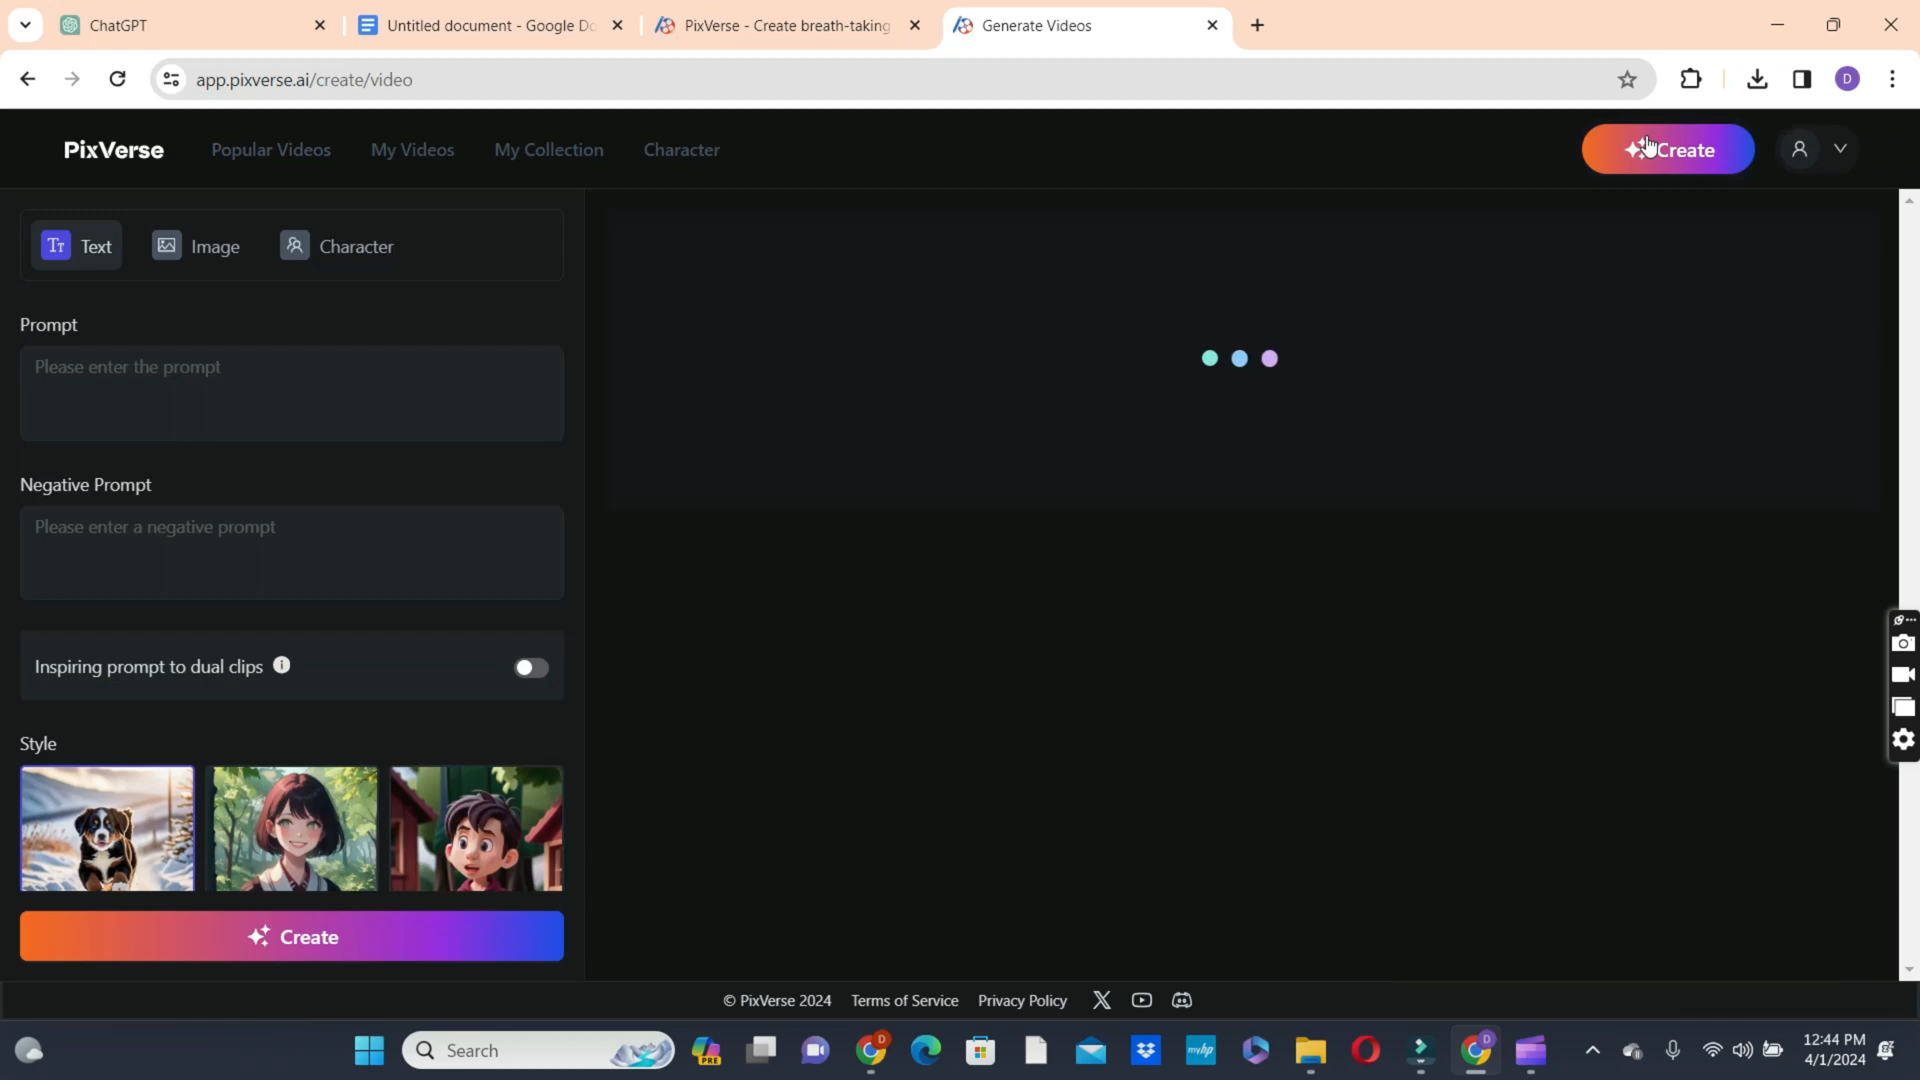 ChatGPT
Untitled document - Google Do
PixVerse - Create breath-taking
Generate Videos
app.pixverse.ai/create/video
D
PixVerse
Popular Videos
My Videos
My Collection
Character
Create
Text
Image
Character
Prompt
Please enter the prompt
Negative Prompt
Please enter a negative prompt
Inspiring prompt to dual clips
Style
Create
© PixVerse 2024
Terms of Service
Privacy Policy
Search
PRE
D
myhp
D
12:44 PM
4/1/2024